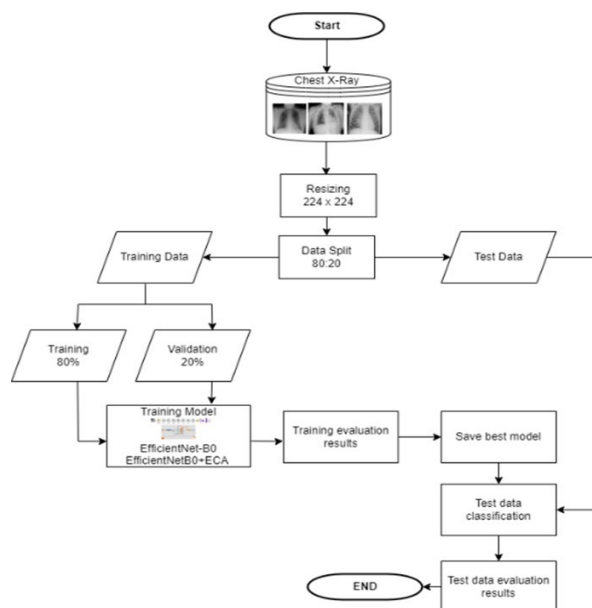 Start
Chest X-Ray
Resizing
224 x 224
Data Split
80:20
Training Data
Test Data
Training
80%
Validation
20%
Training Model
EfficientNet-B0
EfficientNetB0+ECA
Training evaluation
results
Save best model
Test data
classification
Test data evaluation
results
END